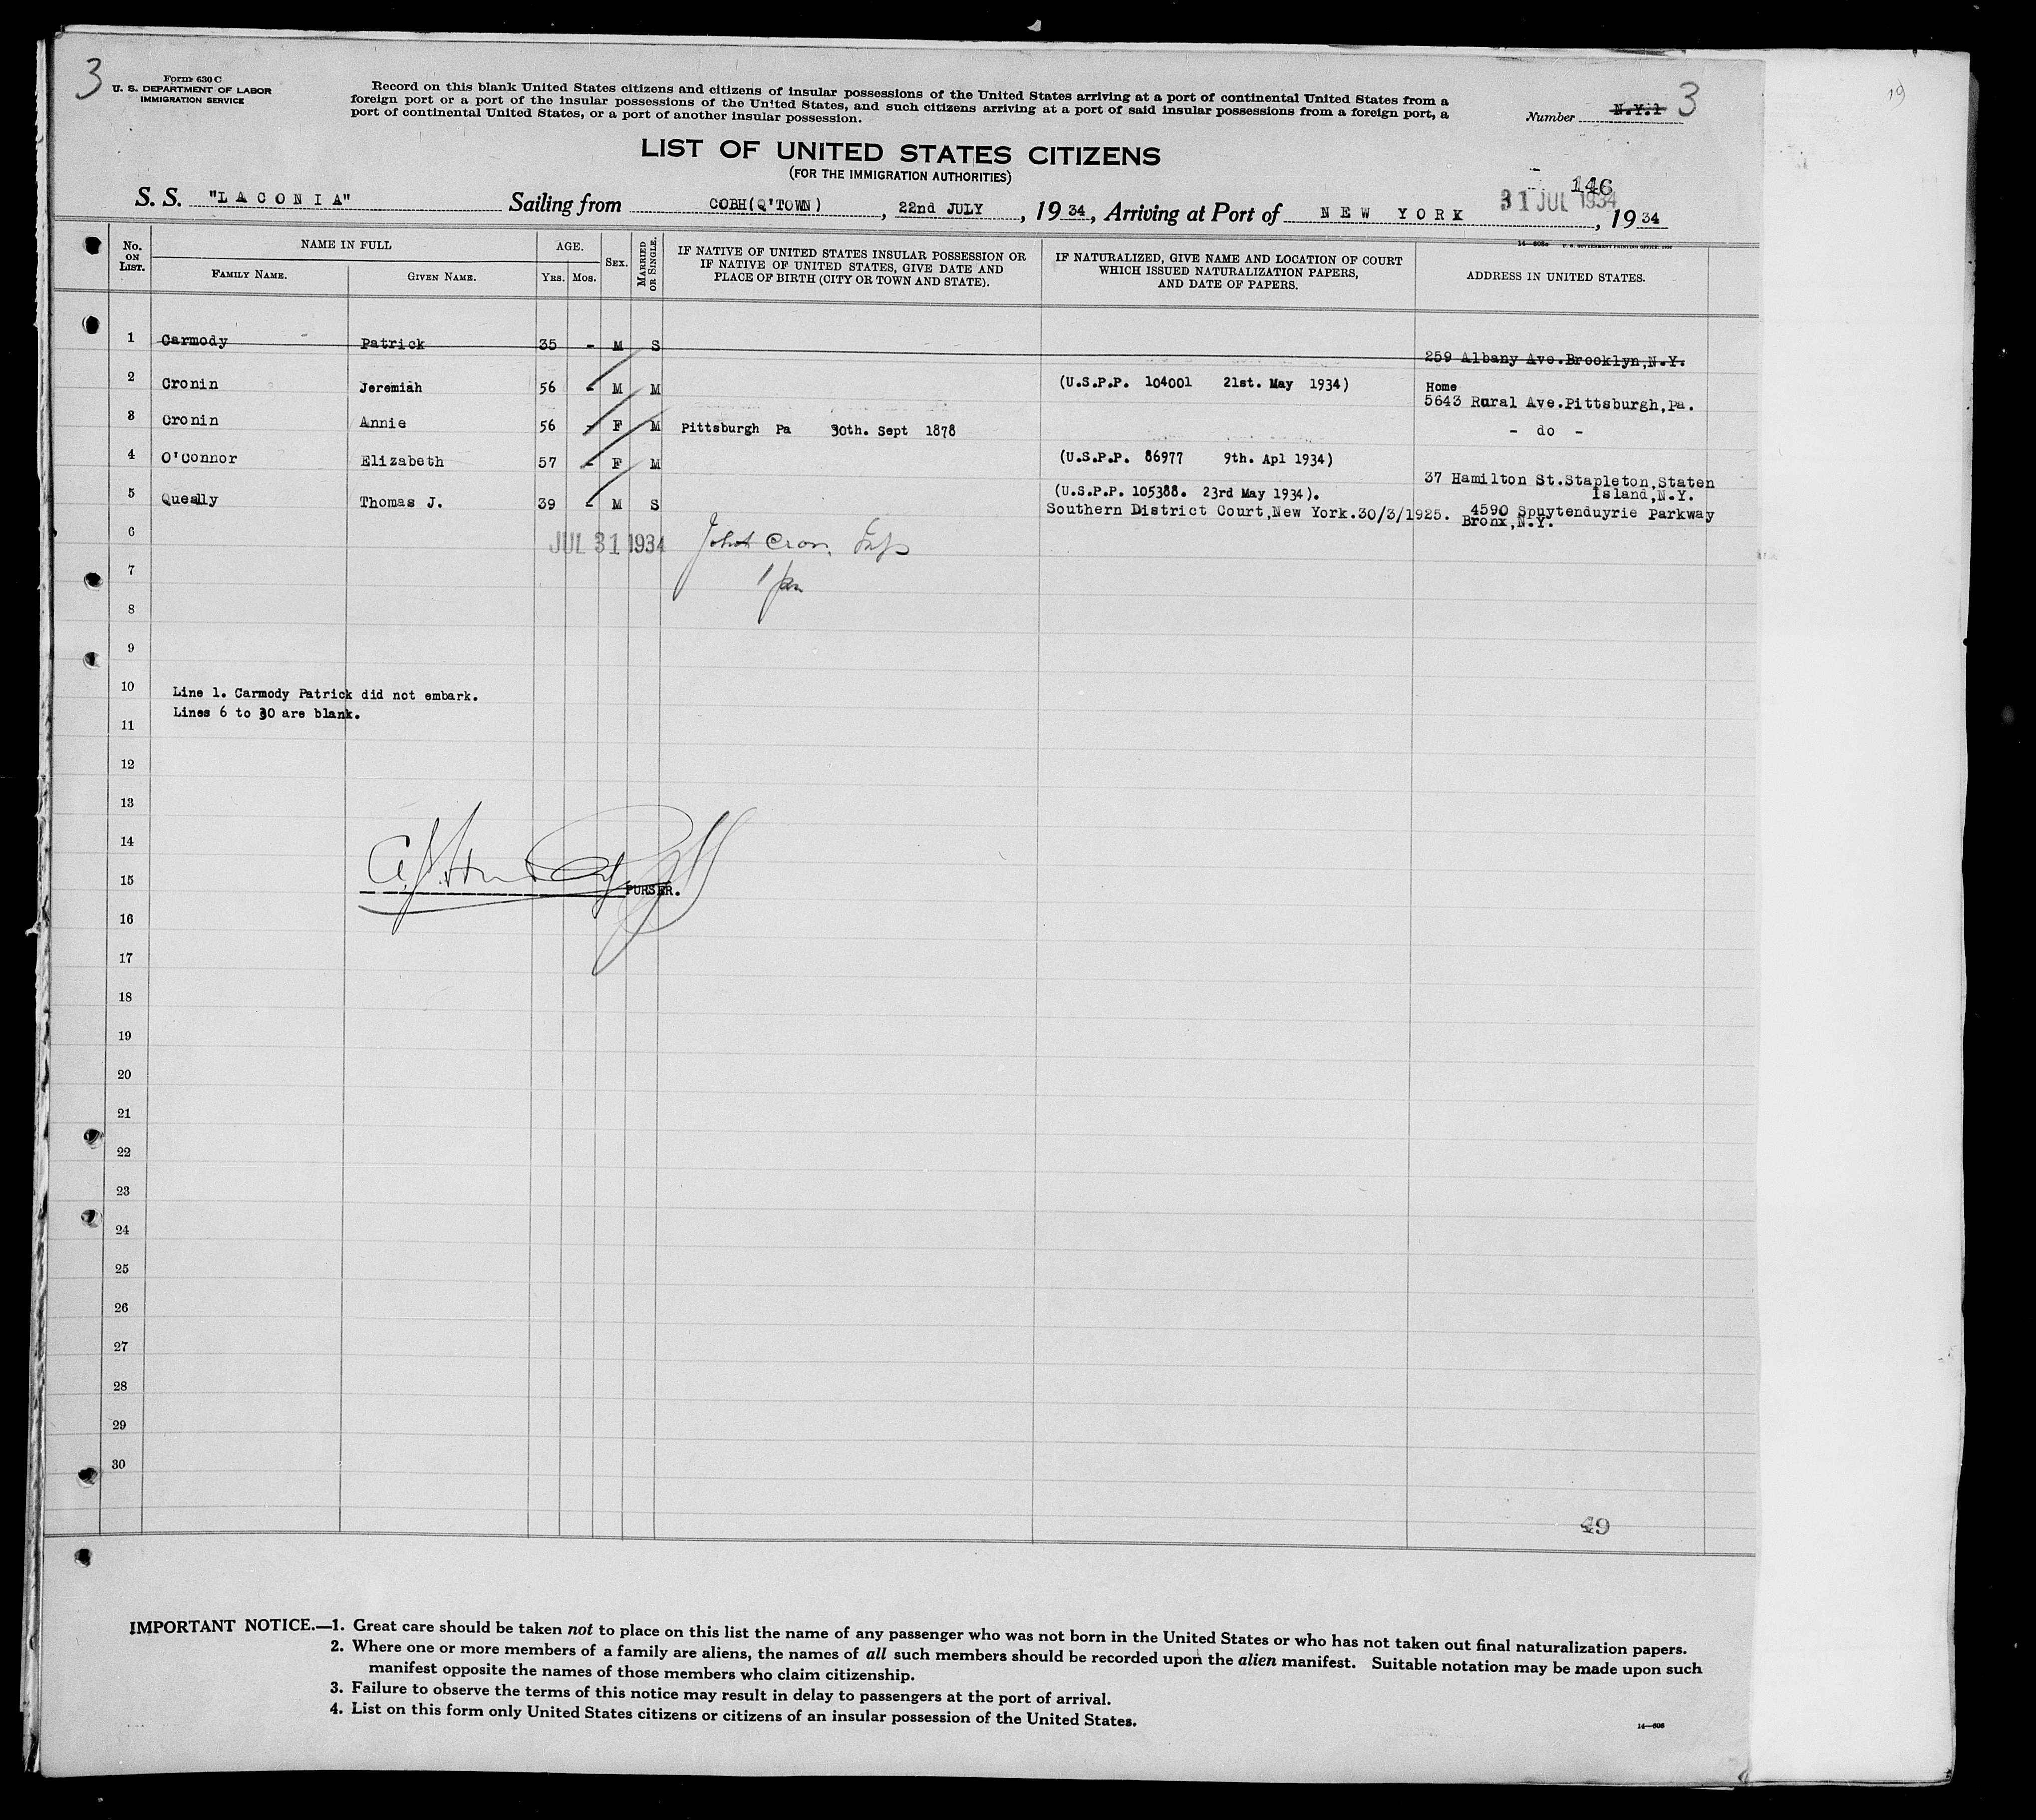 3
Form 630 C
U. S. DEPARTMENT OF LABOR
IMMIGRATION SERVICE
Record on this blank United States citizens and citizens of insular possessions of the United States arriving at a port of continental United States from a
foreign port or a port of the insular possessions of the United States, and such citizens arriving at a port of said insular possessions from a foreign port, a
port of continental United States, or a port of another insular possession.
Number N.Y.1 3
19
LIST OF UNITED STATES CITIZENS
(FOR THE IMMIGRATION AUTHORITIES)
146
31 JUL 1934
S. S. "LACONIA" Sailing from COBH(Q'TOWN), 22nd JULY, 1934, Arriving at Port of NEW YORK, 1934
No. ON LIST. NAME IN FULL AGE. SEX. MARRIED OR SINGLE. IF NATIVE OF UNITED STATES INSULAR POSSESSION OR IF NATIVE OF UNITED STATES, GIVE DATE AND PLACE OF BIRTH (CITY OR TOWN AND STATE). IF NATURALIZED, GIVE NAME AND LOCATION OF COURT WHICH ISSUED NATURALIZATION PAPERS, AND DATE OF PAPERS. ADDRESS IN UNITED STATES.
FAMILY NAME. GIVEN NAME. YRS. MOS.
1 Carmody Patrick 35 - M S 259 Albany Ave.Brooklyn,N.Y.
2 Cronin Jeremiah 56 - M M (U.S.P.P. 104001 21st. May 1934) Home
5643 Rural Ave.Pittsburgh,Pa.
3 Cronin Annie 56 - F M Pittsburgh Pa 30th. Sept 1878 - do -
4 O'Connor Elizabeth 57 - F M (U.S.P.P. 86977 9th. Apl 1934) 37 Hamilton St.Stapleton,Staten
Island,N.Y.
5 Queally Thomas J. 39 - M S (U.S.P.P. 105388. 23rd May 1934).
Southern District Court,New York.30/3/1925. 4590 Spuytenduyrie Parkway
Bronx,N.Y.
6 JUL 31 1934
7
8
9
10 Line 1. Carmody Patrick did not embark.
Lines 6 to 30 are blank.
11
12
13
14
15 PURSER.
16
17
18
19
20
21
22
23
24
25
26
27
28
29
30
49
IMPORTANT NOTICE.—1. Great care should be taken not to place on this list the name of any passenger who was not born in the United States or who has not taken out final naturalization papers.
2. Where one or more members of a family are aliens, the names of all such members should be recorded upon the alien manifest. Suitable notation may be made upon such
manifest opposite the names of those members who claim citizenship.
3. Failure to observe the terms of this notice may result in delay to passengers at the port of arrival.
4. List on this form only United States citizens or citizens of an insular possession of the United States.